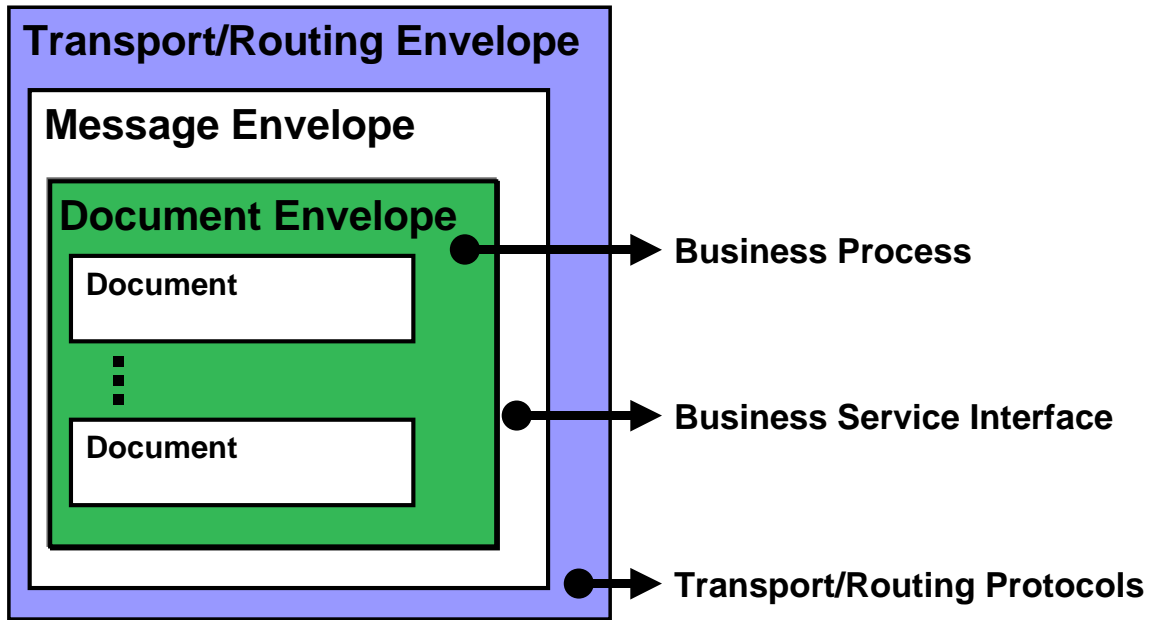 Transport/Routing Envelope
Message Envelope
Document Envelope
Business Process
Document
Business Service Interface
Document
Transport/Routing Protocols